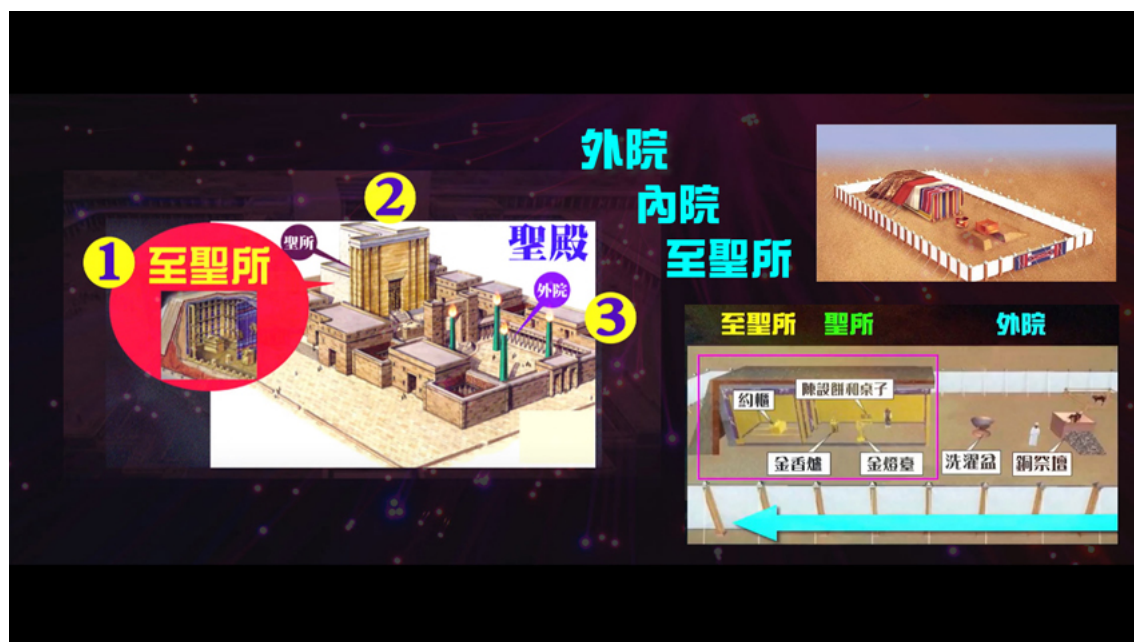 外院
內院
至聖所
聖殿
2
1
至聖所
聖所
外院
3
至聖所 聖所 外院
約櫃
陳設餅和桌子
金香爐
金燈臺
洗濯盆
銅祭壇